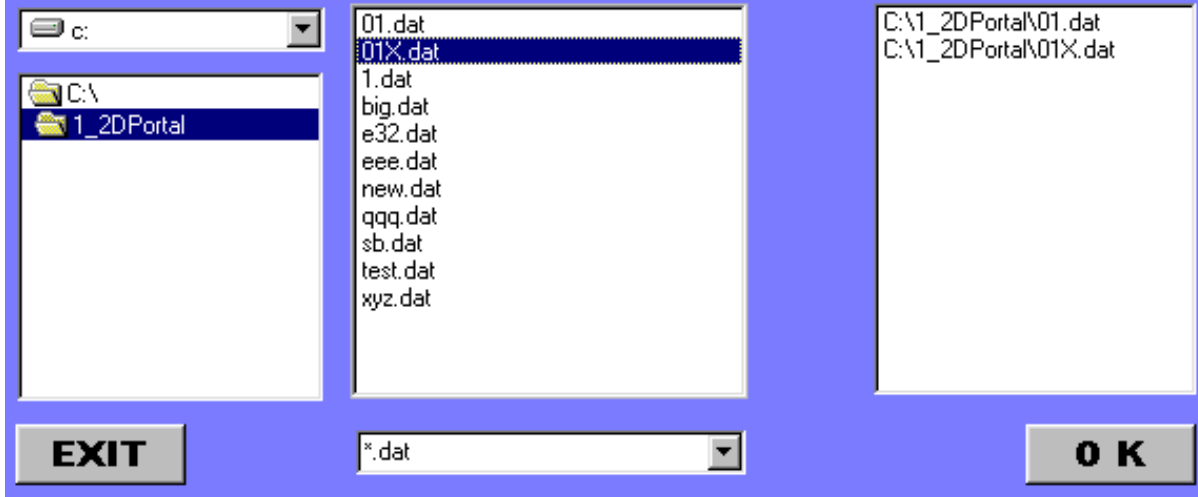 c:
C:\
1_2DPortal
EXIT
01.dat
01X.dat
1.dat
big.dat
e32.dat
eee.dat
new.dat
qqq.dat
sb.dat
test.dat
xyz.dat
*.dat
C:\1_2DPortal\01.dat
C:\1_2DPortal\01X.dat
O K